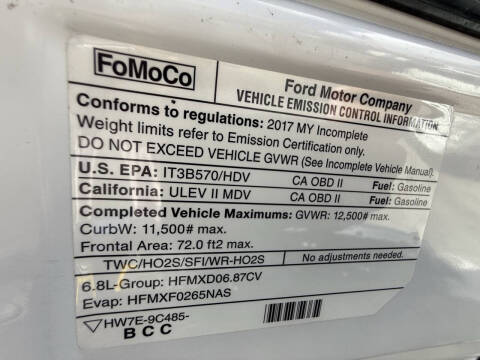 FoMoCo
Ford Motor Company
VEHICLE EMISSION CONTROL INFORMATION
Conforms to regulations: 2017 MY Incomplete
Weight limits refer to Emission Certification only.
DO NOT EXCEED VEHICLE GVWR (See Incomplete Vehicle Manual).
U.S. EPA: IT3B570/HDV CA OBD II Fuel: Gasoline
California: ULEV II MDV CA OBD II Fuel: Gasoline
Completed Vehicle Maximums: GVWR: 12,500# max.
CurbW: 11,500# max.
Frontal Area: 72.0 ft2 max.
TWC/HO2S/SFI/WR-HO2S No adjustments needed.
6.8L-Group: HFMXD06.87CV
Evap: HFMXF0265NAS
HW7E-9C485-
BCC